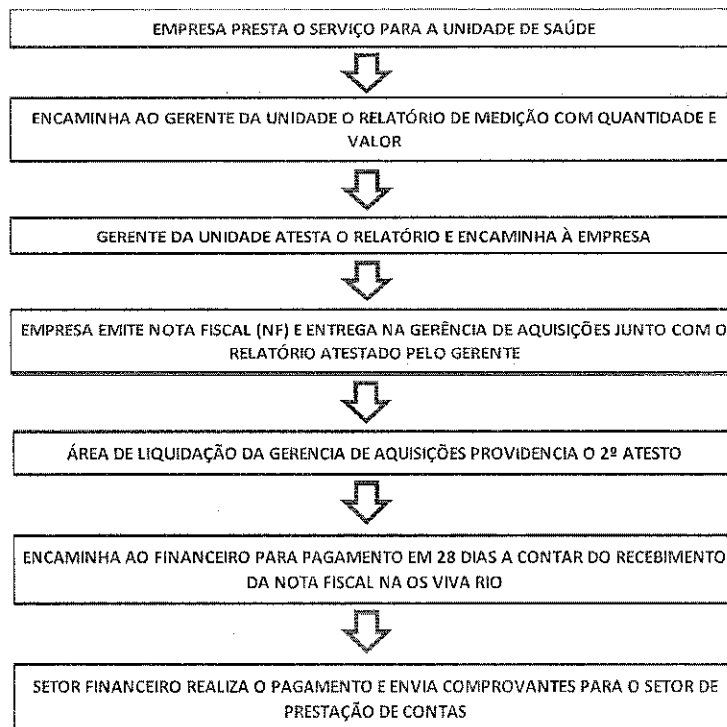 EMPRESA PRESTA O SERVIÇO PARA A UNIDADE DE SAÚDE
ENCAMINHA AO GERENTE DA UNIDADE O RELATÓRIO DE MEDIÇÃO COM QUANTIDADE E
VALOR
GERENTE DA UNIDADE ATESTA O RELATÓRIO E ENCAMINHA À EMPRESA
EMPRESA EMITE NOTA FISCAL (NF) E ENTREGA NA GERÊNCIA DE AQUISIÇÕES JUNTO COM O
RELATÓRIO ATESTADO PELO GERENTE
ÁREA DE LIQUIDAÇÃO DA GERENCIA DE AQUISIÇÕES PROVIDENCIA O 2º ATESTO
ENCAMINHA AO FINANCEIRO PARA PAGAMENTO EM 28 DIAS A CONTAR DO RECEBIMENTO
DA NOTA FISCAL NA OS VIVA RIO
SETOR FINANCEIRO REALIZA O PAGAMENTO E ENVIA COMPROVANTES PARA O SETOR DE
PRESTAÇÃO DE CONTAS